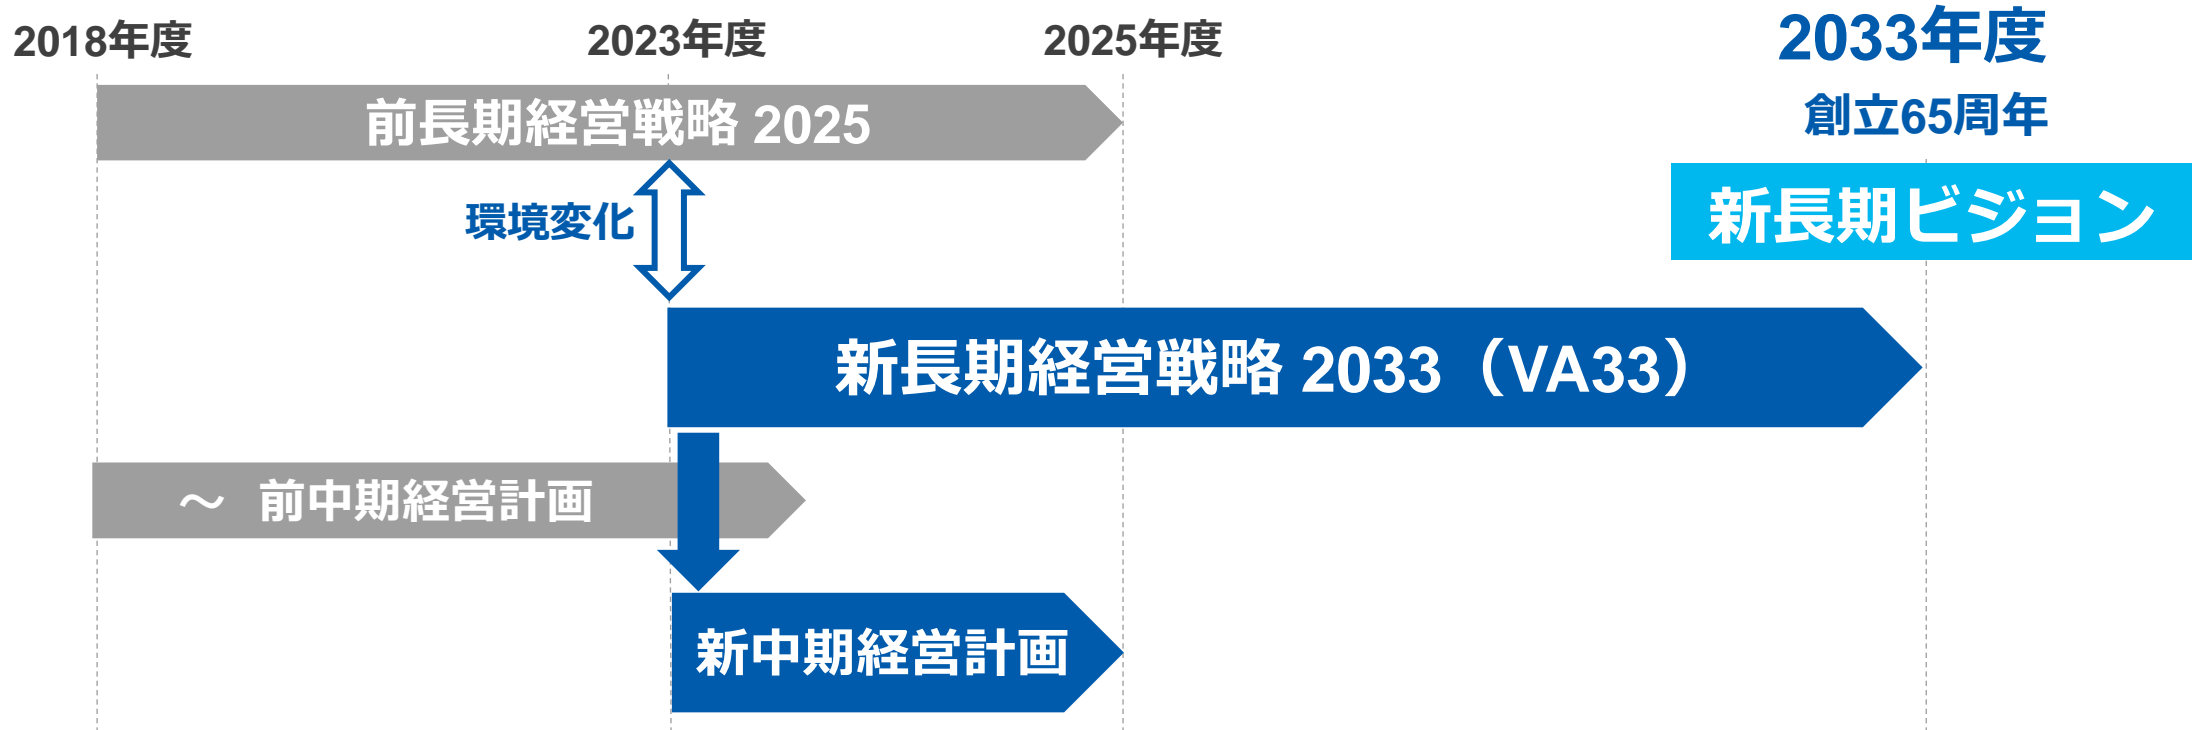 2018年度
2023年度
2025年度
2033年度
創立65周年
前長期経営戦略 2025
新長期ビジョン
環境変化
新長期経営戦略 2033（VA33）
～ 前中期経営計画
新中期経営計画